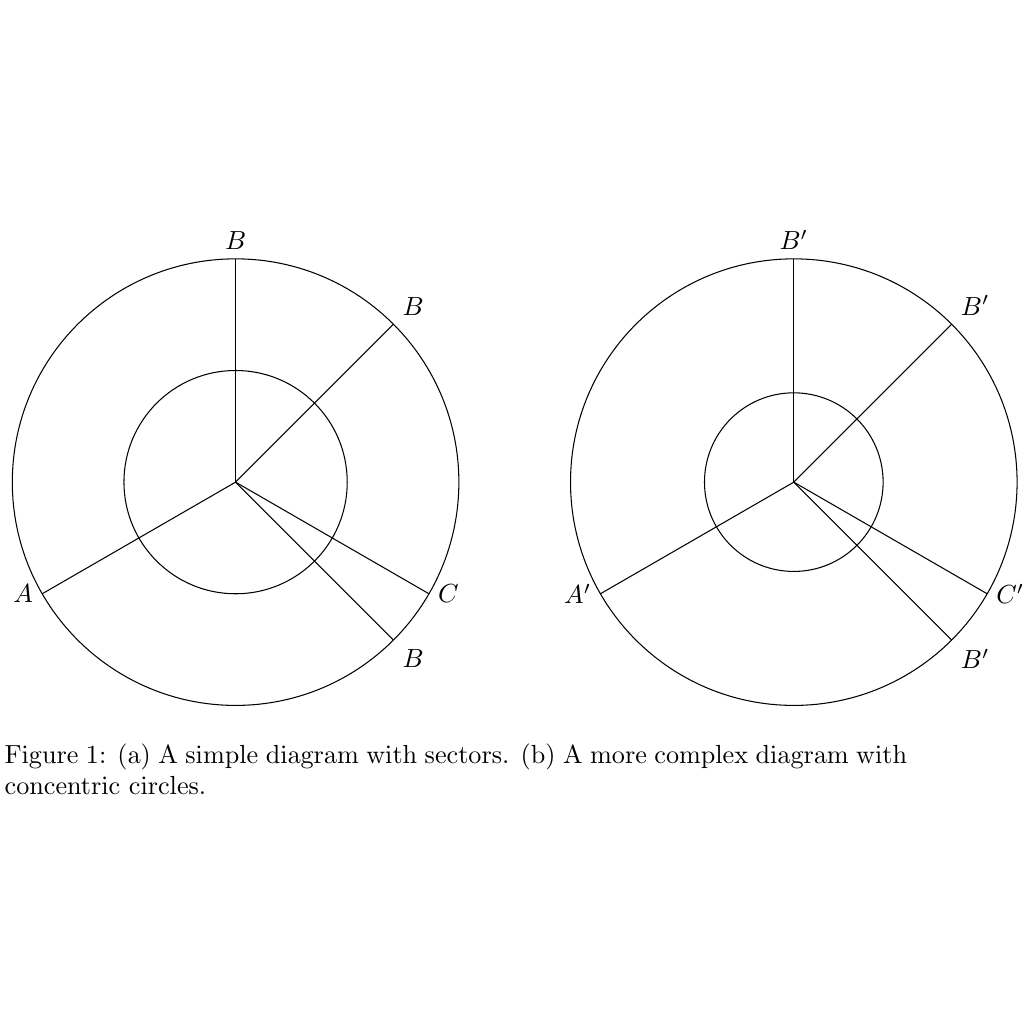 B
B
A
C
B
B′
B′
A′
C′
B′
Figure 1: (a) A simple diagram with sectors. (b) A more complex diagram with
concentric circles.